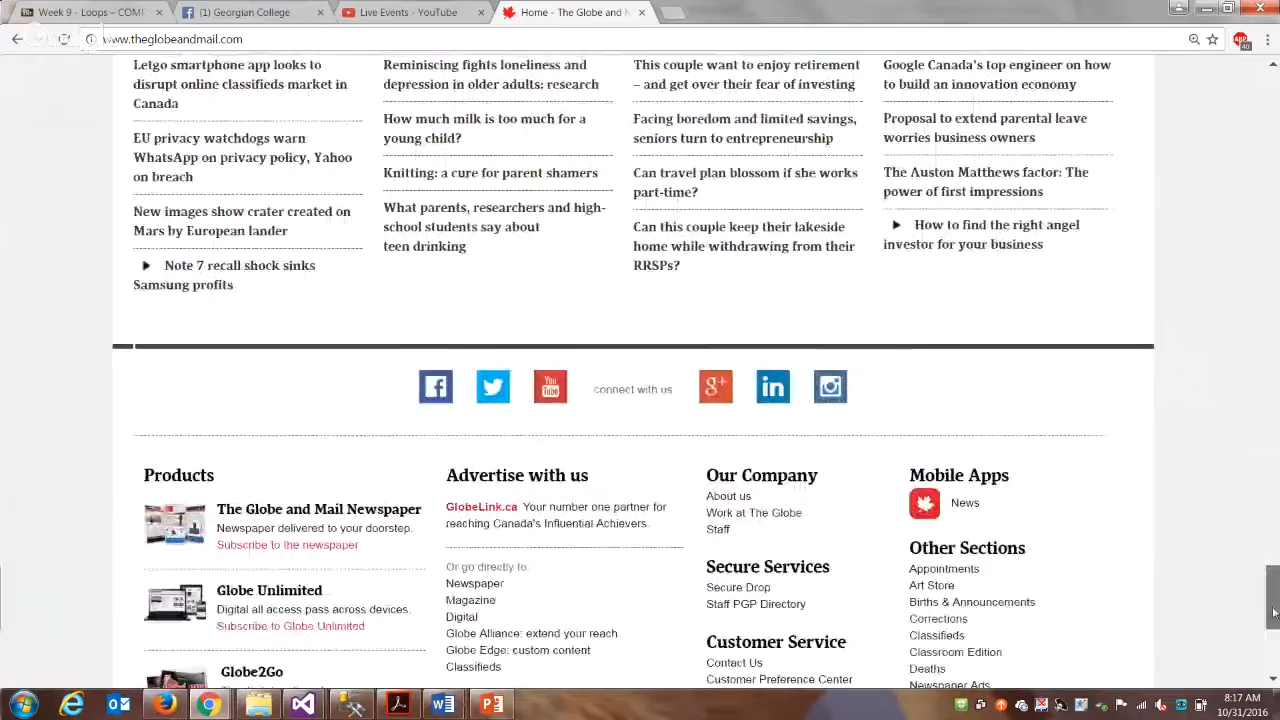 Week 9 - Loops – COMP
(1) Georgian College
Live Events - YouTube
Home - The Globe and M
www.theglobeandmail.com
ABP
40
Letgo smartphone app looks to
disrupt online classifieds market in
Canada
EU privacy watchdogs warn
WhatsApp on privacy policy, Yahoo
on breach
New images show crater created on
Mars by European lander
Note 7 recall shock sinks
Samsung profits
Reminiscing fights loneliness and
depression in older adults: research
How much milk is too much for a
young child?
Knitting: a cure for parent shamers
What parents, researchers and high-
school students say about
teen drinking
This couple want to enjoy retirement
– and get over their fear of investing
Facing boredom and limited savings,
seniors turn to entrepreneurship
Can travel plan blossom if she works
part-time?
Can this couple keep their lakeside
home while withdrawing from their
RRSPs?
Google Canada's top engineer on how
to build an innovation economy
Proposal to extend parental leave
worries business owners
The Auston Matthews factor: The
power of first impressions
How to find the right angel
investor for your business
You Tube
connect with us
g+
in
Products
The Globe and Mail Newspaper
Newspaper delivered to your doorstep.
Subscribe to the newspaper
Globe Unlimited
Digital all access pass across devices.
Subscribe to Globe Unlimited
Globe2Go
Advertise with us
GlobeLink.ca Your number one partner for
reaching Canada's Influential Achievers.
Or go directly to:
Newspaper
Magazine
Digital
Globe Alliance: extend your reach
Globe Edge: custom content
Classifieds
Our Company
About us
Work at The Globe
Staff
Secure Services
Secure Drop
Staff PGP Directory
Customer Service
Contact Us
Customer Preference Center
Mobile Apps
News
Other Sections
Appointments
Art Store
Births & Announcements
Corrections
Classifieds
Classroom Edition
Deaths
Newspaper Ads
8:17 AM
10/31/2016